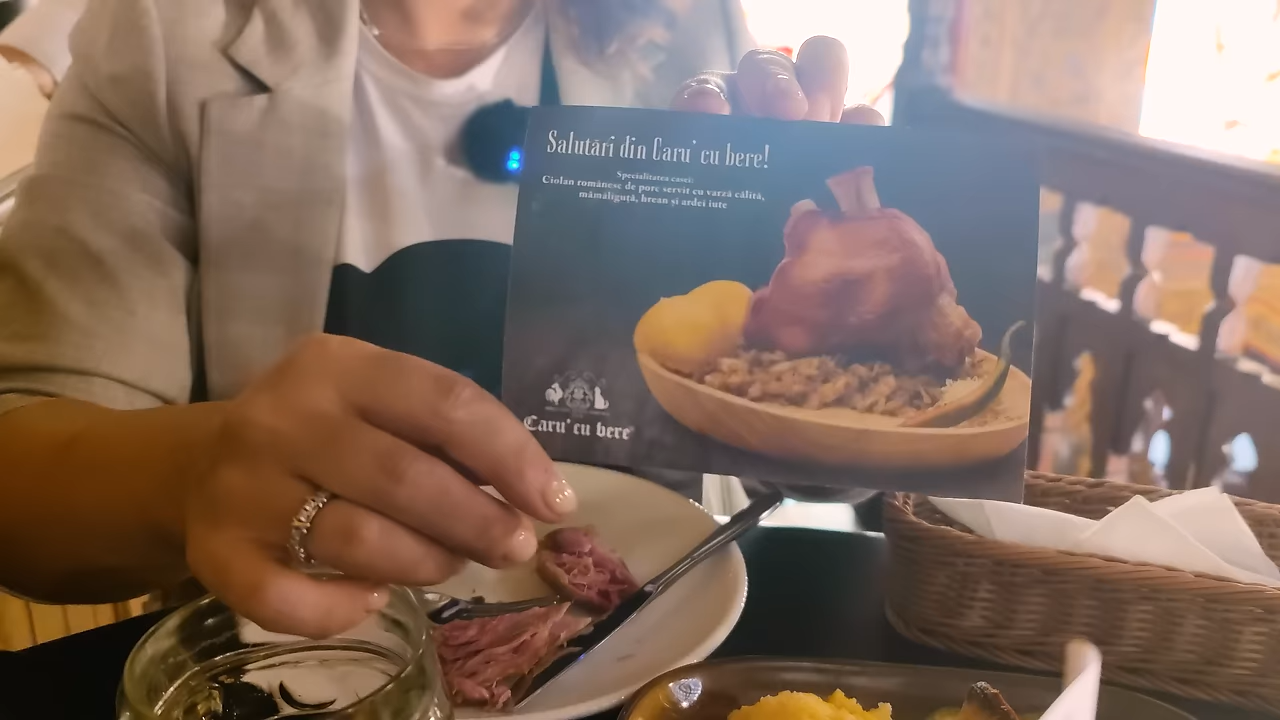 Salutări din Caru' cu bere!
Specialitatea casei:
Ciolan românesc de porc servit cu varză călită,
mămăliguță, hrean și ardei iute
Caru' cu bere